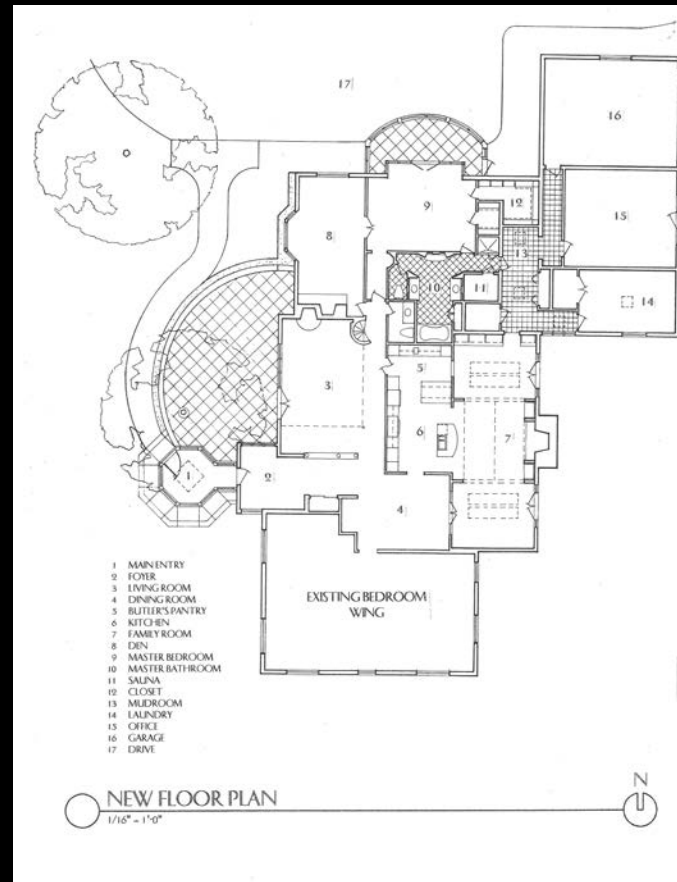 17
16
15
12
9
8
13
10
11
14
5
3
6
7
1
2
4
EXISTING BEDROOM
WING
1 MAIN ENTRY
2 FOYER
3 LIVING ROOM
4 DINING ROOM
5 BUTLER'S PANTRY
6 KITCHEN
7 FAMILY ROOM
8 DEN
9 MASTER BEDROOM
10 MASTER BATHROOM
11 SAUNA
12 CLOSET
13 MUDROOM
14 LAUNDRY
15 OFFICE
16 GARAGE
17 DRIVE
NEW FLOOR PLAN
1/16" = 1'-0"
N